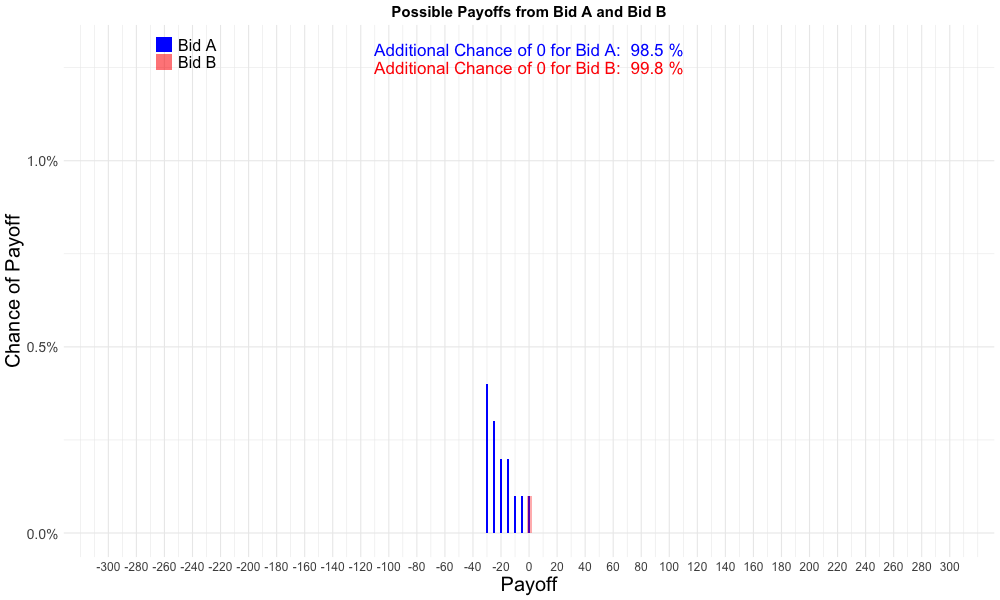 Possible Payoffs from Bid A and Bid B
Bid A
Bid B
Additional Chance of 0 for Bid A:  98.5 %
Additional Chance of 0 for Bid B:  99.8 %
Chance of Payoff
1.0%
0.5%
0.0%
-300 -280 -260 -240 -220 -200 -180 -160 -140 -120 -100 -80 -60 -40 -20 0 20 40 60 80 100 120 140 160 180 200 220 240 260 280 300
Payoff